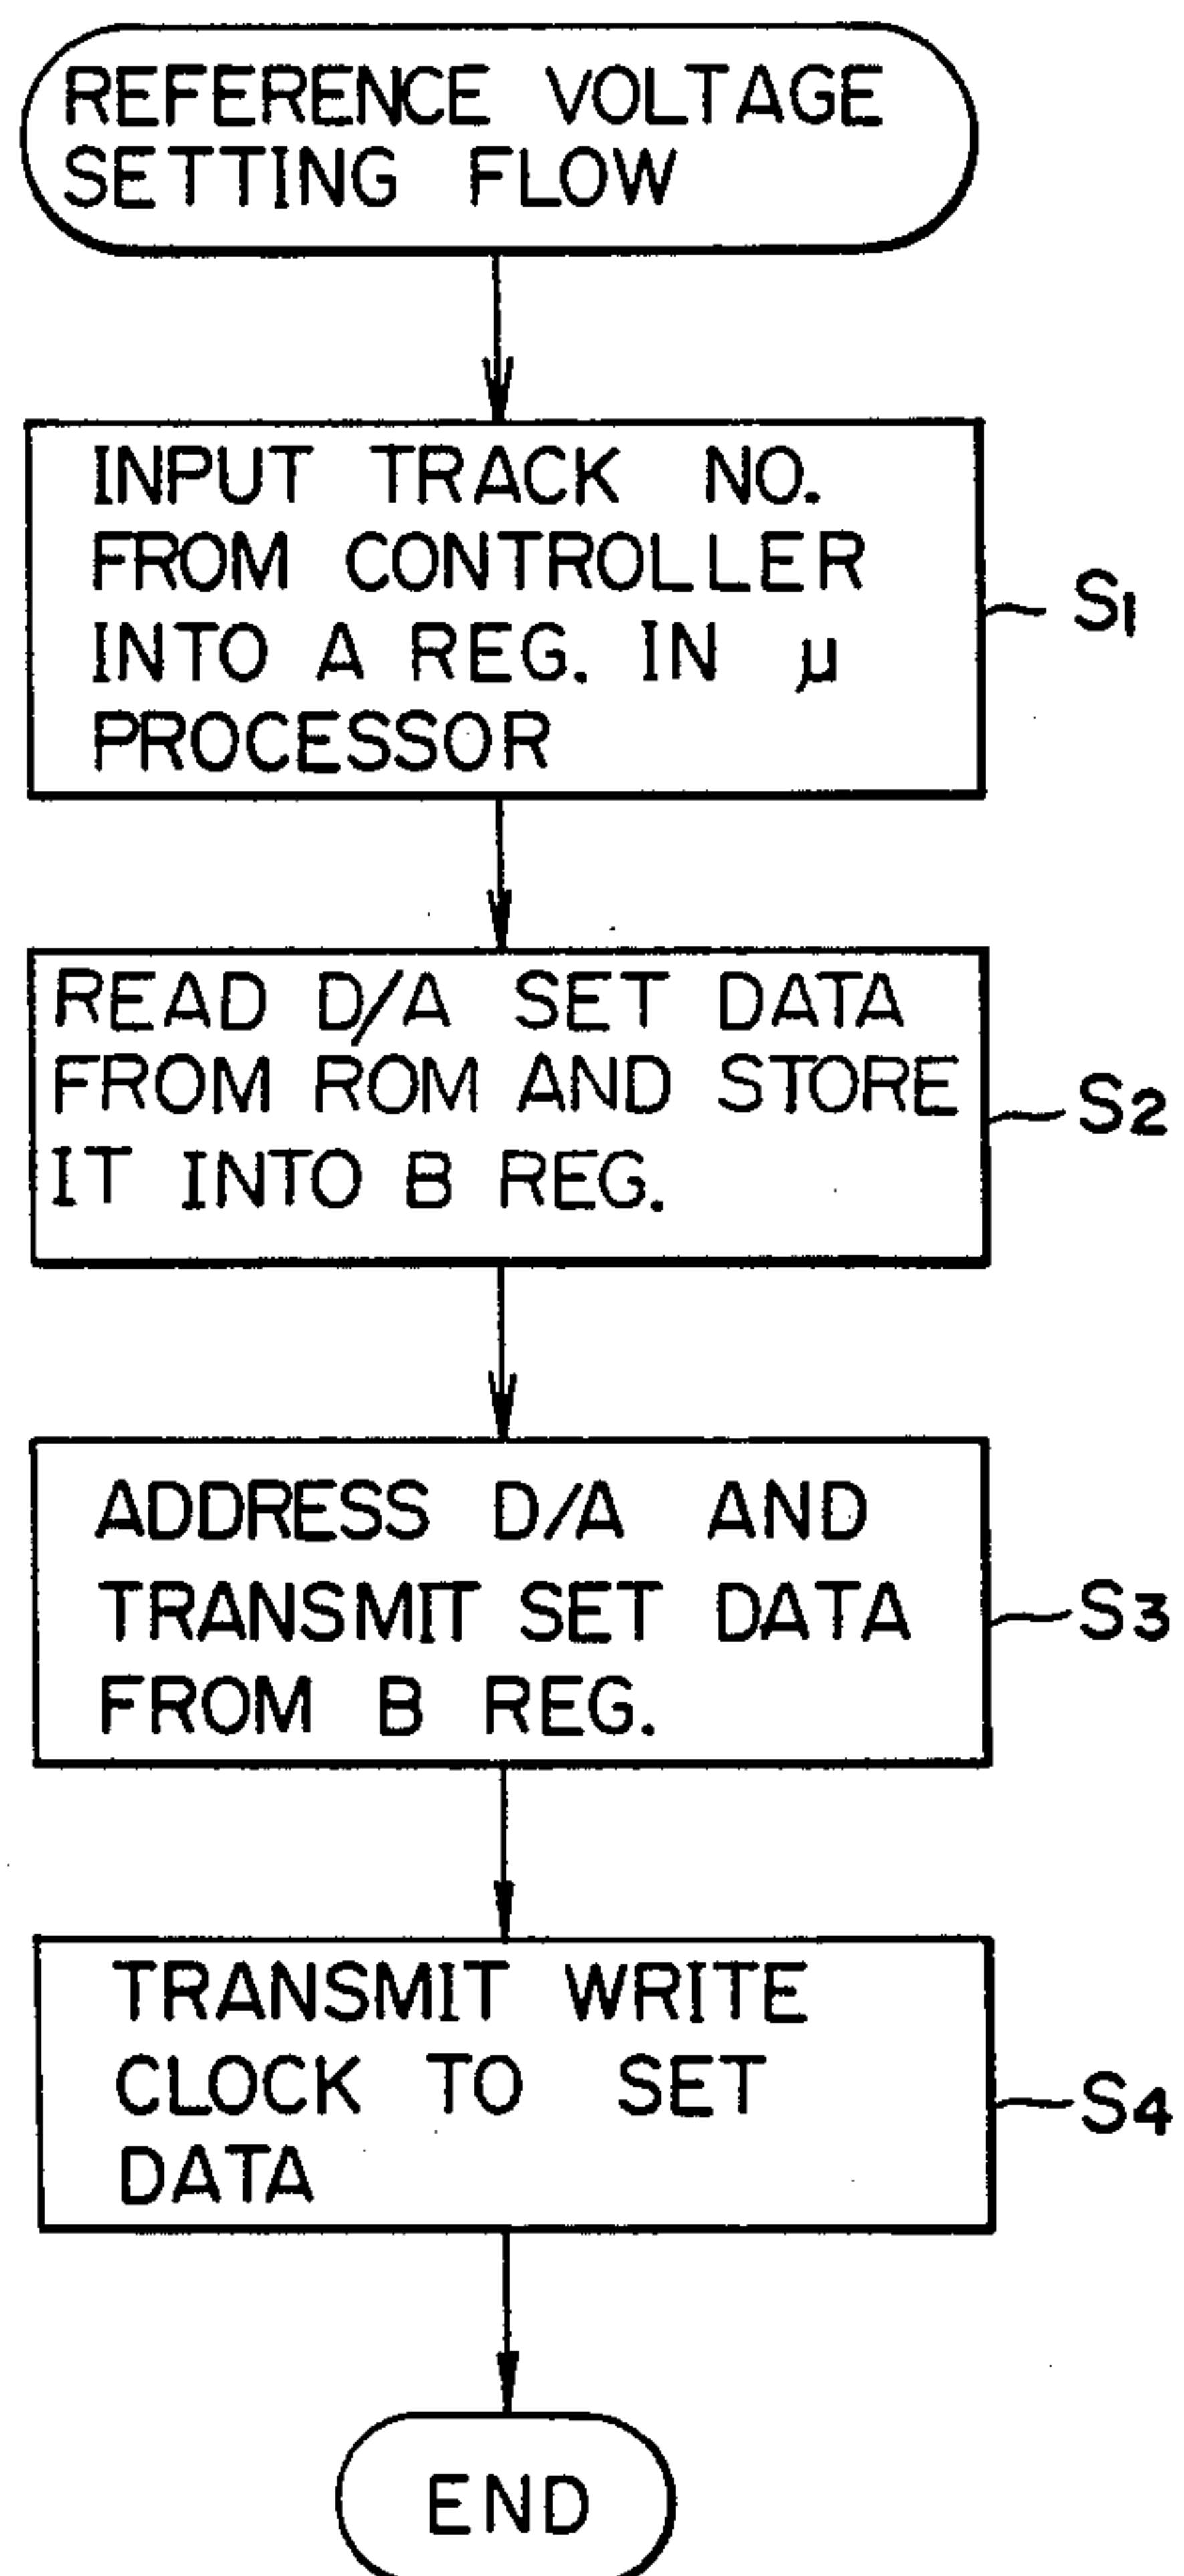 REFERENCE VOLTAGE
SETTING FLOW
INPUT TRACK NO.
FROM CONTROLLER
INTO A REG. IN μ
PROCESSOR
S1
READ D/A SET DATA
FROM ROM AND STORE
IT INTO B REG.
S2
ADDRESS D/A AND
TRANSMIT SET DATA
FROM B REG.
S3
TRANSMIT WRITE
CLOCK TO SET
DATA
S4
END